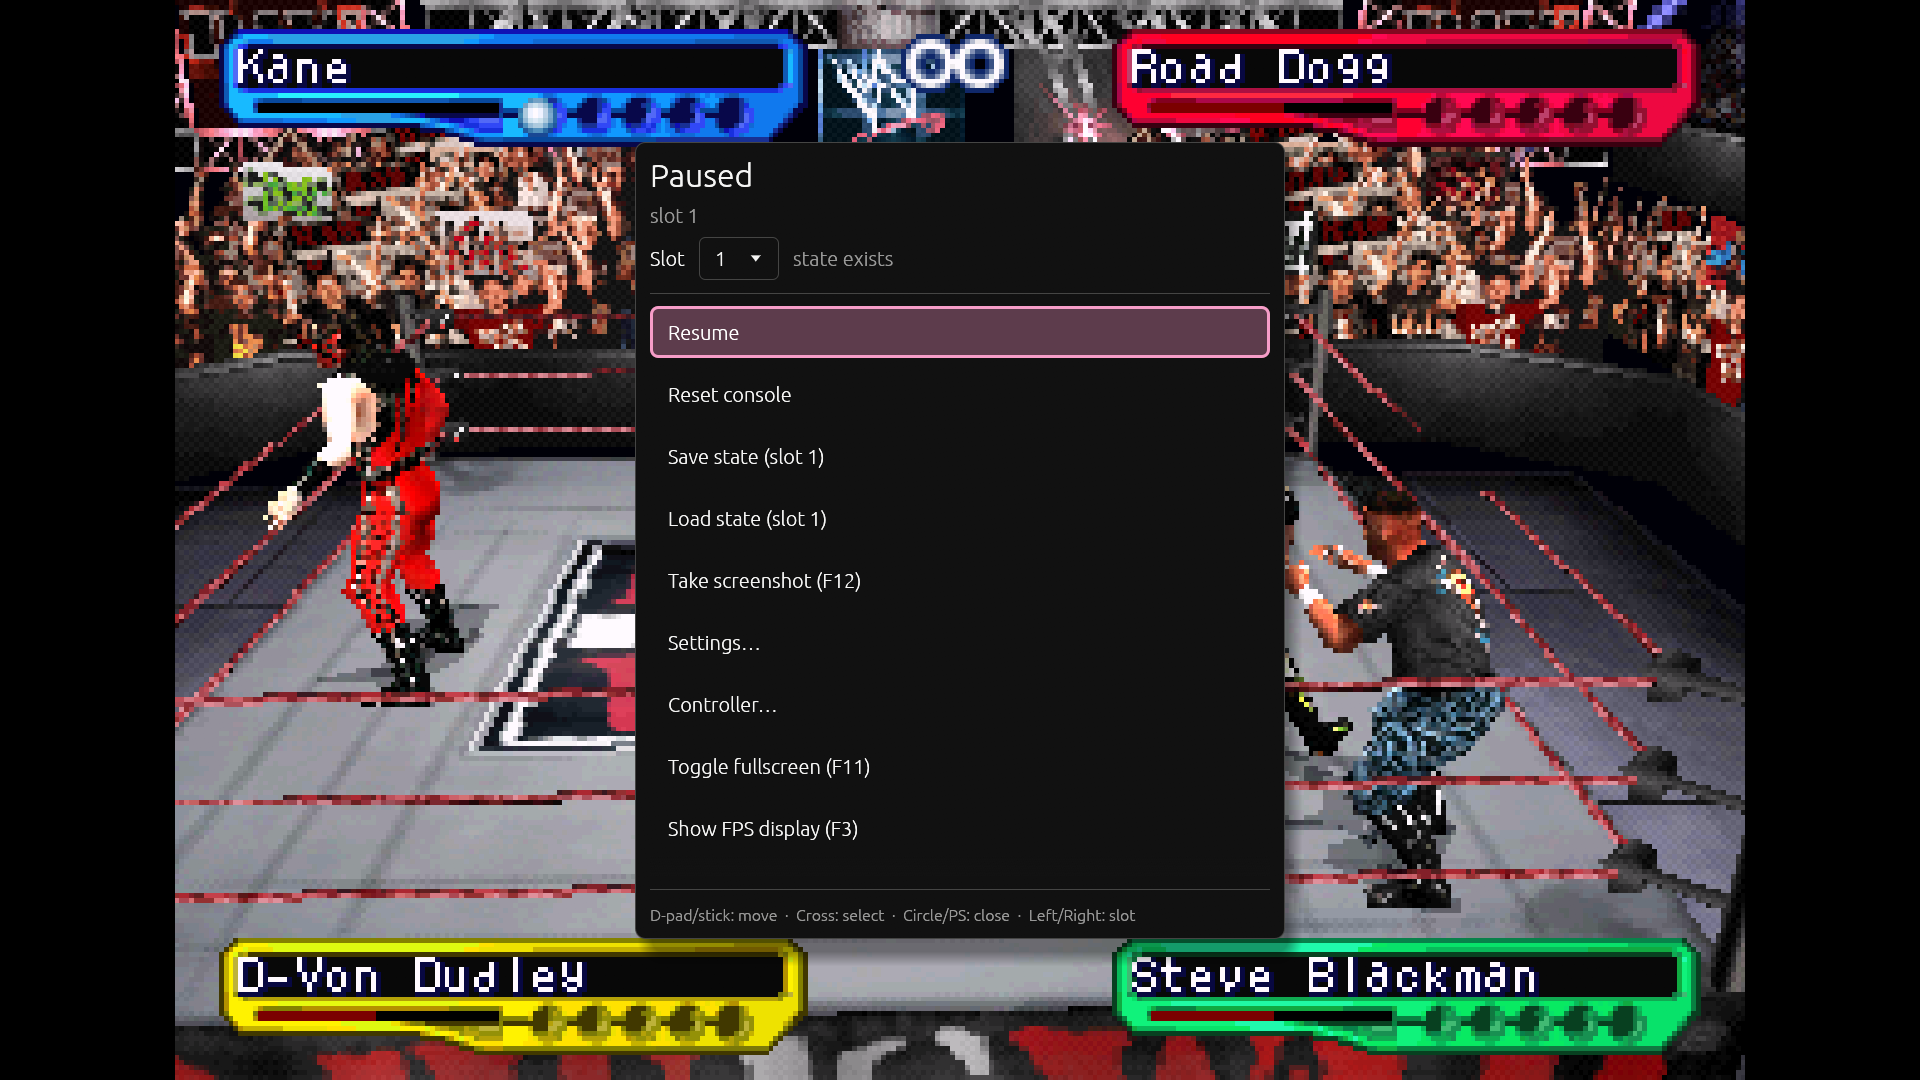 Kane
Road Dogg
Paused
slot 1
Slot 1 state exists
Resume
Reset console
Save state (slot 1)
Load state (slot 1)
Take screenshot (F12)
Settings…
Controller…
Toggle fullscreen (F11)
Show FPS display (F3)
D-pad/stick: move · Cross: select · Circle/PS: close · Left/Right: slot
D-Von Dudley
Steve Blackman